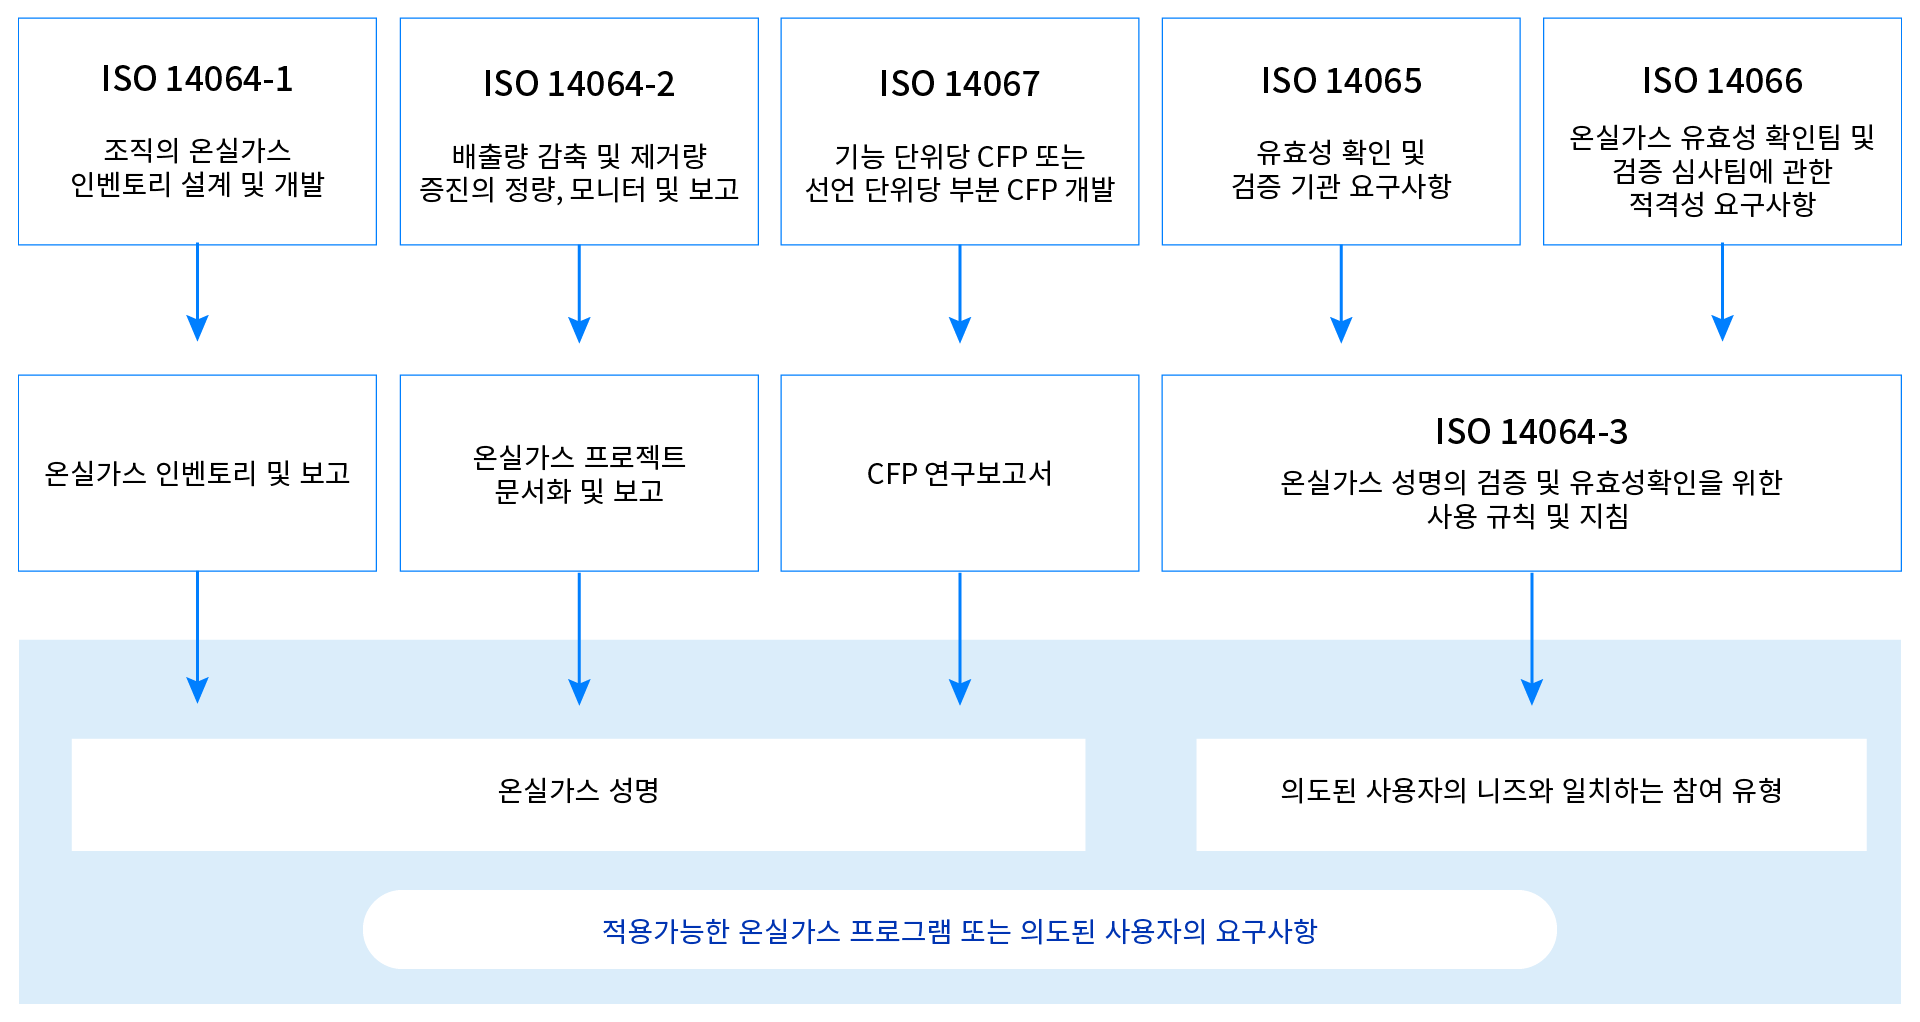 ISO 14064-1
조직의 온실가스
인벤토리 설계 및 개발
ISO 14064-2
배출량 감축 및 제거량
증진의 정량, 모니터 및 보고
ISO 14067
기능 단위당 CFP 또는
선언 단위당 부분 CFP 개발
ISO 14065
유효성 확인 및
검증 기관 요구사항
ISO 14066
온실가스 유효성 확인팀 및
검증 심사팀에 관한
적격성 요구사항
온실가스 인벤토리 및 보고
온실가스 프로젝트
문서화 및 보고
CFP 연구보고서
ISO 14064-3
온실가스 성명의 검증 및 유효성확인을 위한
사용 규칙 및 지침
온실가스 성명
의도된 사용자의 니즈와 일치하는 참여 유형
적용가능한 온실가스 프로그램 또는 의도된 사용자의 요구사항